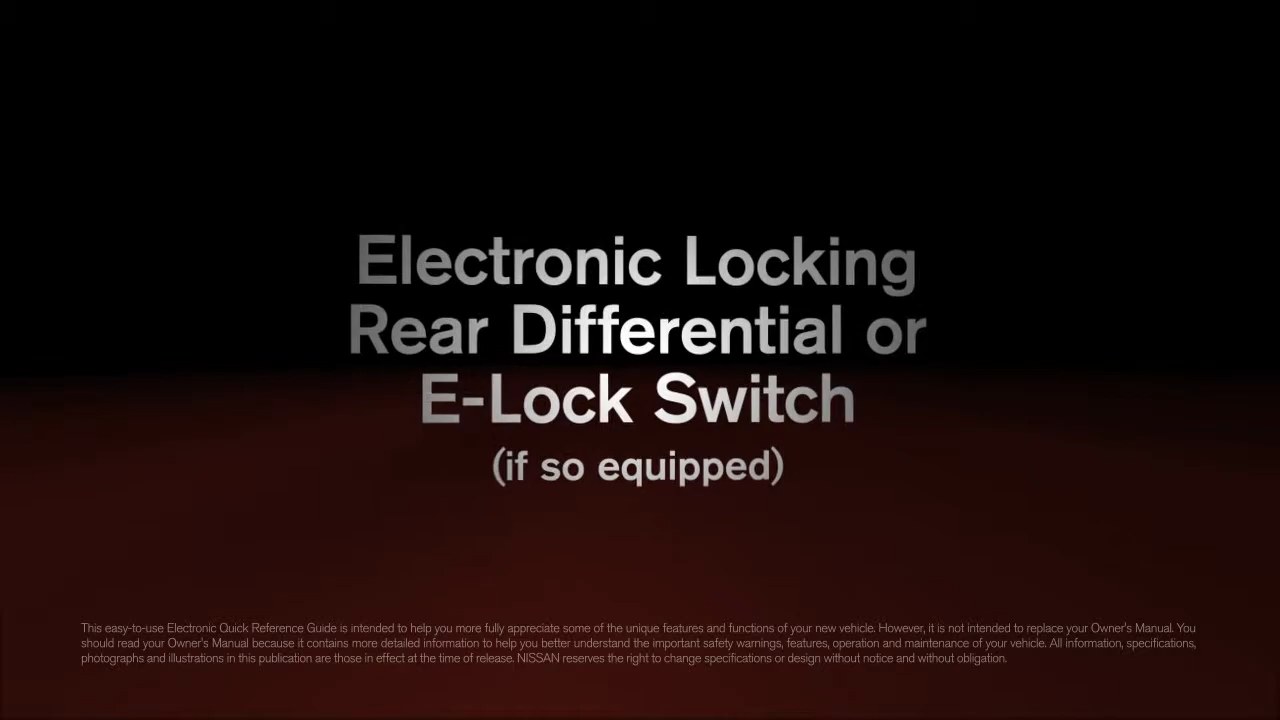 Electronic Locking
Rear Differential or
E-Lock Switch
(if so equipped)
This easy-to-use Electronic Quick Reference Guide is intended to help you more fully appreciate some of the unique features and functions of your new vehicle. However, it is not intended to replace your Owner's Manual. You
should read your Owner's Manual because it contains more detailed information to help you better understand the important safety warnings, features, operation and maintenance of your vehicle. All information, specifications,
photographs and illustrations in this publication are those in effect at the time of release. NISSAN reserves the right to change specifications or design without notice and without obligation.